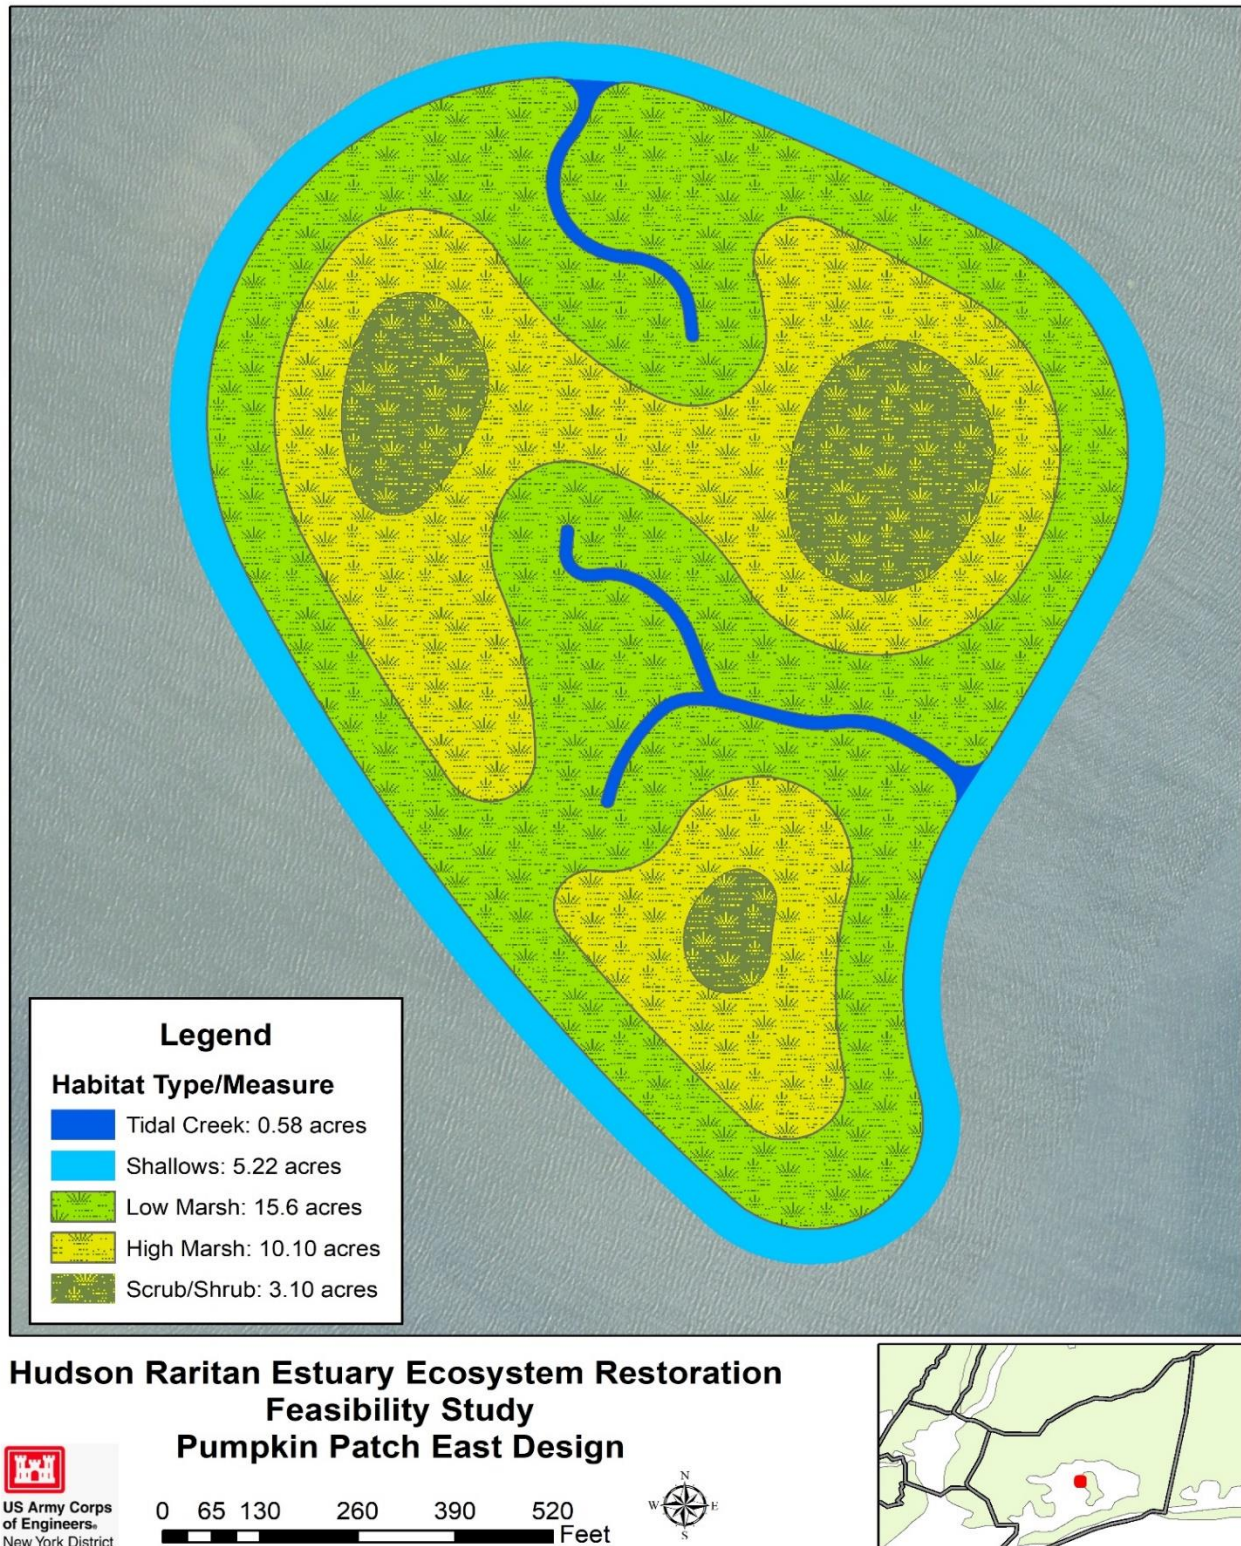 Legend
Habitat Type/Measure
Tidal Creek: 0.58 acres
Shallows: 5.22 acres
Low Marsh: 15.6 acres
High Marsh: 10.10 acres
Scrub/Shrub: 3.10 acres
Hudson Raritan Estuary Ecosystem Restoration
Feasibility Study
Pumpkin Patch East Design
US Army Corps
of Engineers®
New York District
0 65 130 260 390 520
Feet
N
W E
S